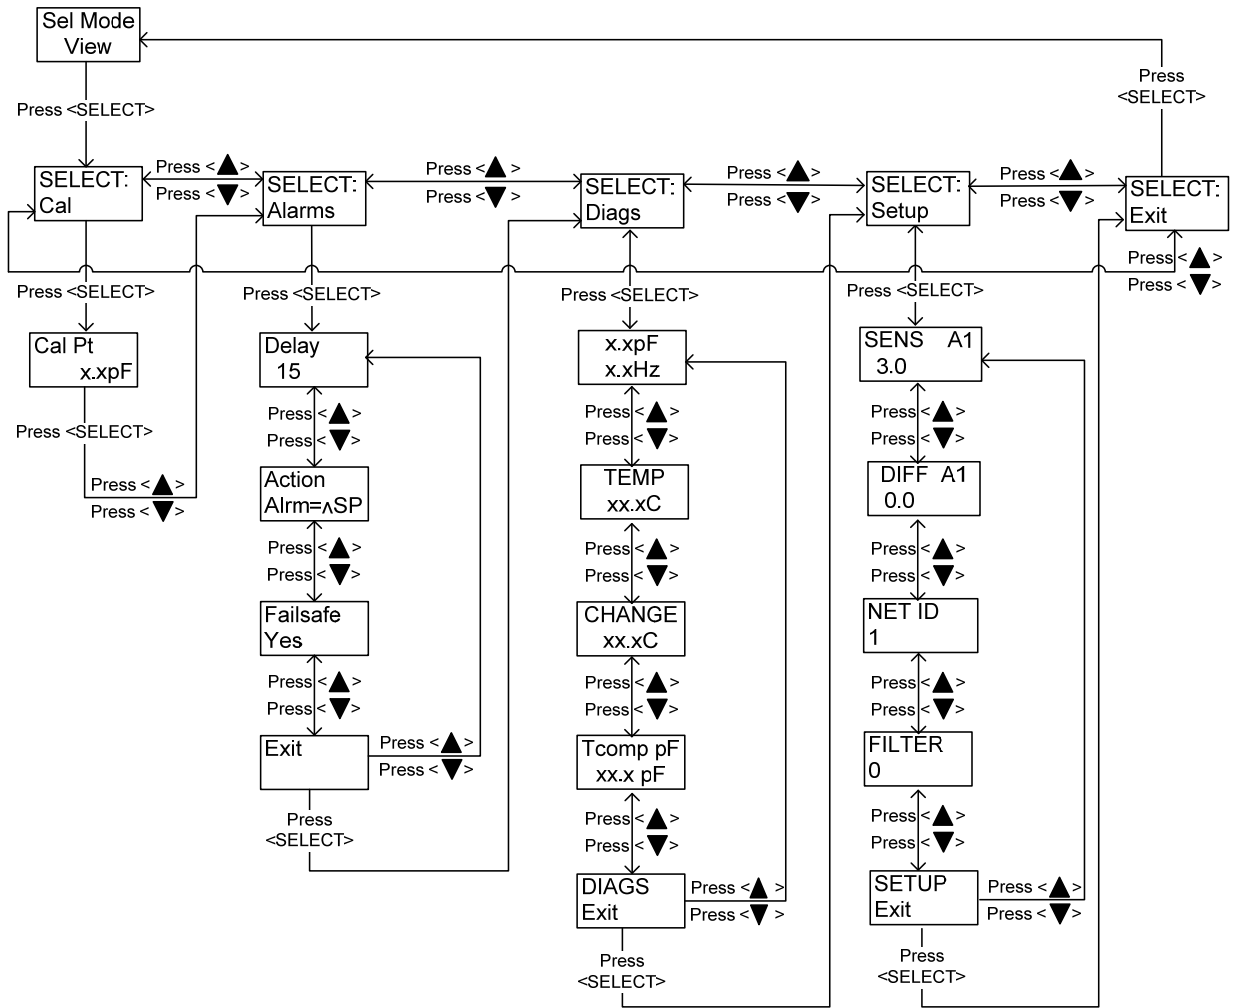 Sel Mode
View
Press <SELECT>
Press
<SELECT>
SELECT:
Cal
Press <▲>
Press <▼>
SELECT:
Alarms
Press <▲ >
Press <▼ >
SELECT:
Diags
Press <▲ >
Press <▼ >
SELECT:
Setup
Press <▲ >
Press <▼ >
SELECT:
Exit
Press <▲ >
Press <▼ >
Press <SELECT>
Cal Pt
x.xpF
Press <SELECT>
Press <▲ >
Press <▼ >
Press <SELECT>
Delay
15
Press <▲ >
Press <▼ >
Action
Alrm=ʌSP
Press <▲ >
Press <▼ >
Failsafe
Yes
Press <▲ >
Press <▼ >
Exit
Press <▲ >
Press <▼ >
Press
<SELECT>
Press <SELECT>
x.xpF
x.xHz
Press <▲ >
Press <▼ >
TEMP
xx.xC
Press <▲ >
Press <▼ >
CHANGE
xx.xC
Press <▲ >
Press <▼ >
Tcomp pF
xx.x pF
Press <▲ >
Press <▼ >
DIAGS
Exit
Press <▲ >
Press <▼ >
Press
<SELECT>
Press <SELECT>
SENS A1
3.0
Press <▲ >
Press <▼ >
DIFF A1
0.0
Press <▲ >
Press <▼ >
NET ID
1
Press <▲ >
Press <▼ >
FILTER
0
Press <▲ >
Press <▼ >
SETUP
Exit
Press <▲ >
Press <▼ >
Press
<SELECT>